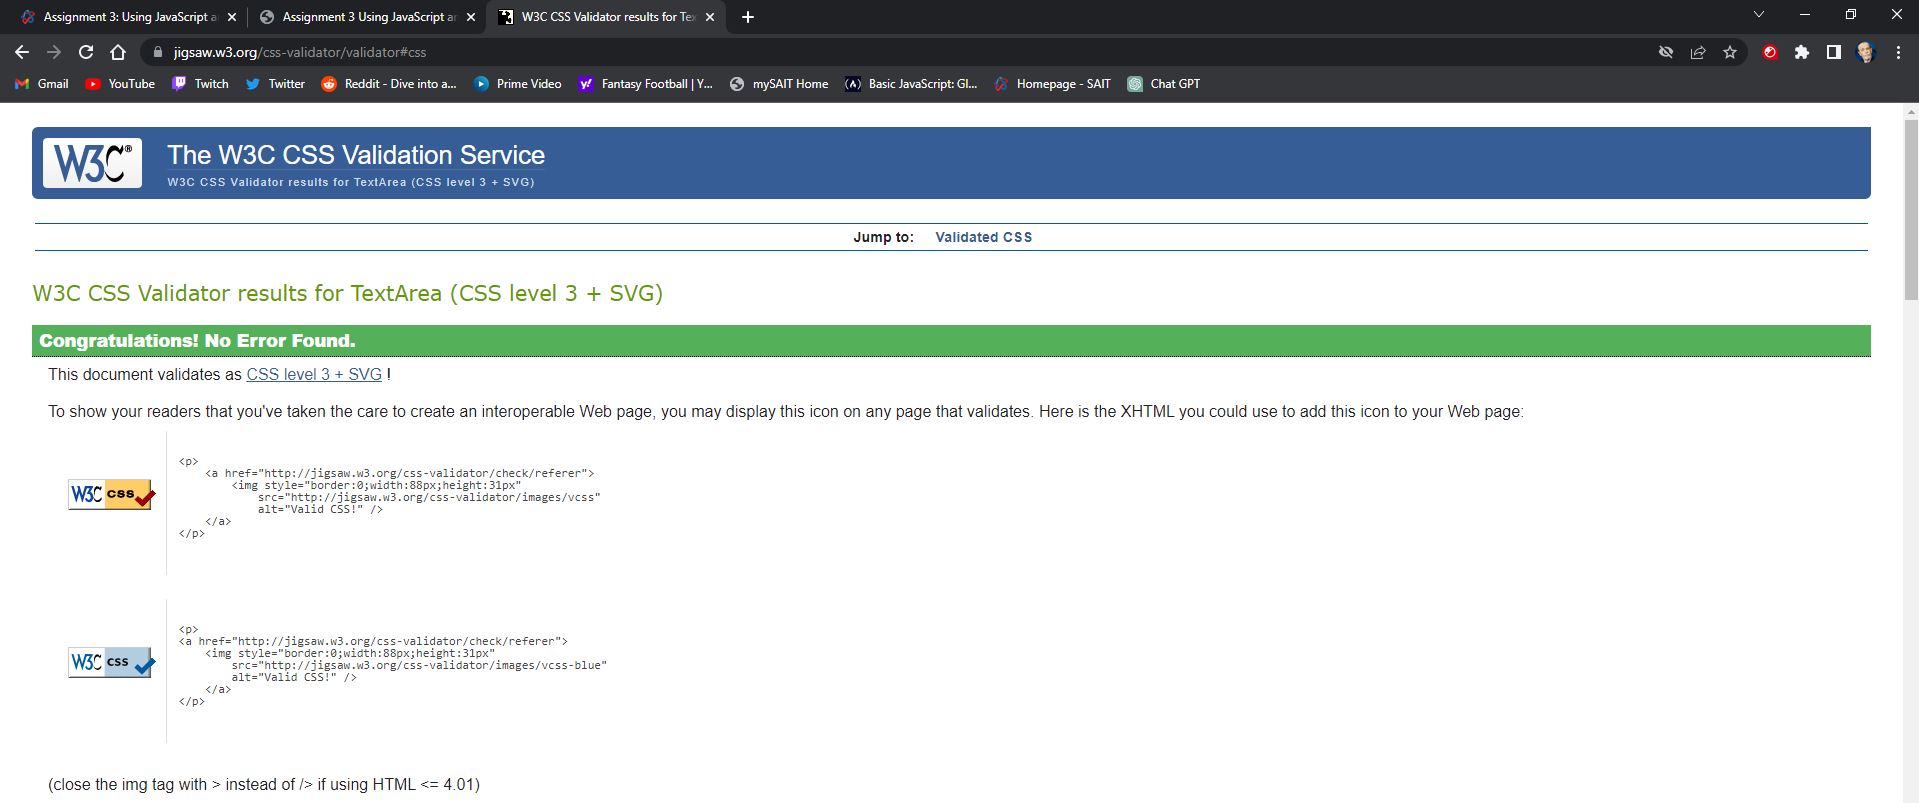 Assignment 3: Using JavaScript a
Assignment 3 Using JavaScript ar
W3C CSS Validator results for Tex
jigsaw.w3.org/css-validator/validator#css
Gmail
YouTube
Twitch
Twitter
Reddit - Dive into a...
Prime Video
Fantasy Football | Y...
mySAIT Home
(A) Basic JavaScript: Gl...
Homepage - SAIT
Chat GPT
W3C®
The W3C CSS Validation Service
W3C CSS Validator results for TextArea (CSS level 3 + SVG)
Jump to: Validated CSS
W3C CSS Validator results for TextArea (CSS level 3 + SVG)
Congratulations! No Error Found.
This document validates as CSS level 3 + SVG !
To show your readers that you've taken the care to create an interoperable Web page, you may display this icon on any page that validates. Here is the XHTML you could use to add this icon to your Web page:
W3C css
<p>
<a href="http://jigsaw.w3.org/css-validator/check/referer">
<img style="border:0;width:88px;height:31px"
src="http://jigsaw.w3.org/css-validator/images/vcss"
alt="Valid CSS!" />
</a>
</p>
W3C css
<p>
<a href="http://jigsaw.w3.org/css-validator/check/referer">
<img style="border:0;width:88px;height:31px"
src="http://jigsaw.w3.org/css-validator/images/vcss-blue"
alt="Valid CSS!" />
</a>
</p>
(close the img tag with > instead of /> if using HTML <= 4.01)